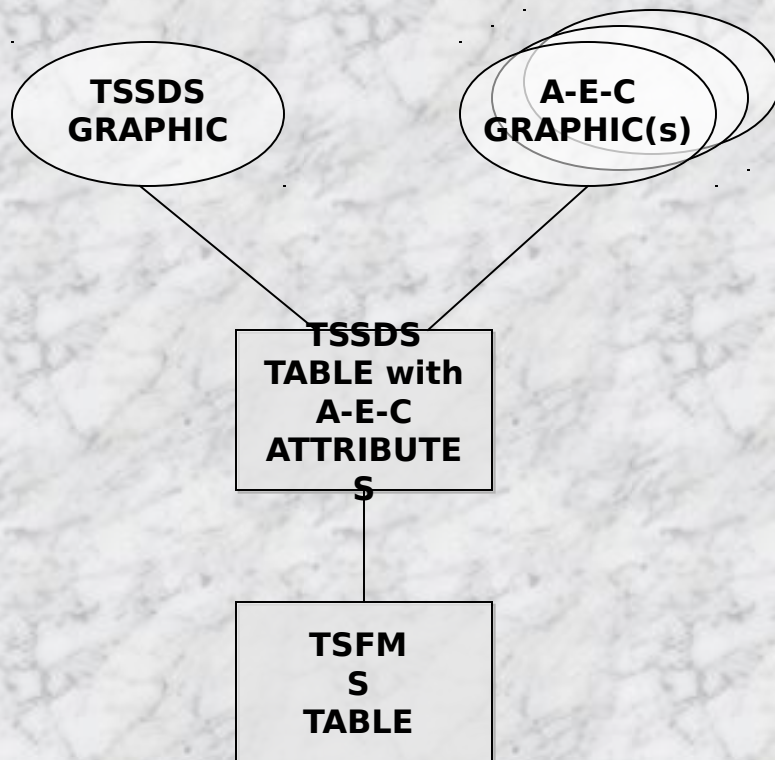 TSSDS
GRAPHIC
A-E-C
GRAPHIC(s)
TSSDS
TABLE with
A-E-C
ATTRIBUTE
S
TSFM
S
TABLE